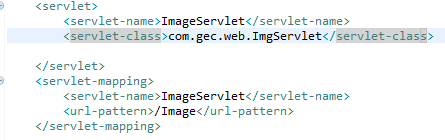 <servlet>
<servlet-name>ImageServlet</servlet-name>
<servlet-class>com.gec.web.ImgServlet</servlet-class>
</servlet>
<servlet-mapping>
<servlet-name>ImageServlet</servlet-name>
<url-pattern>/Image</url-pattern>
</servlet-mapping>